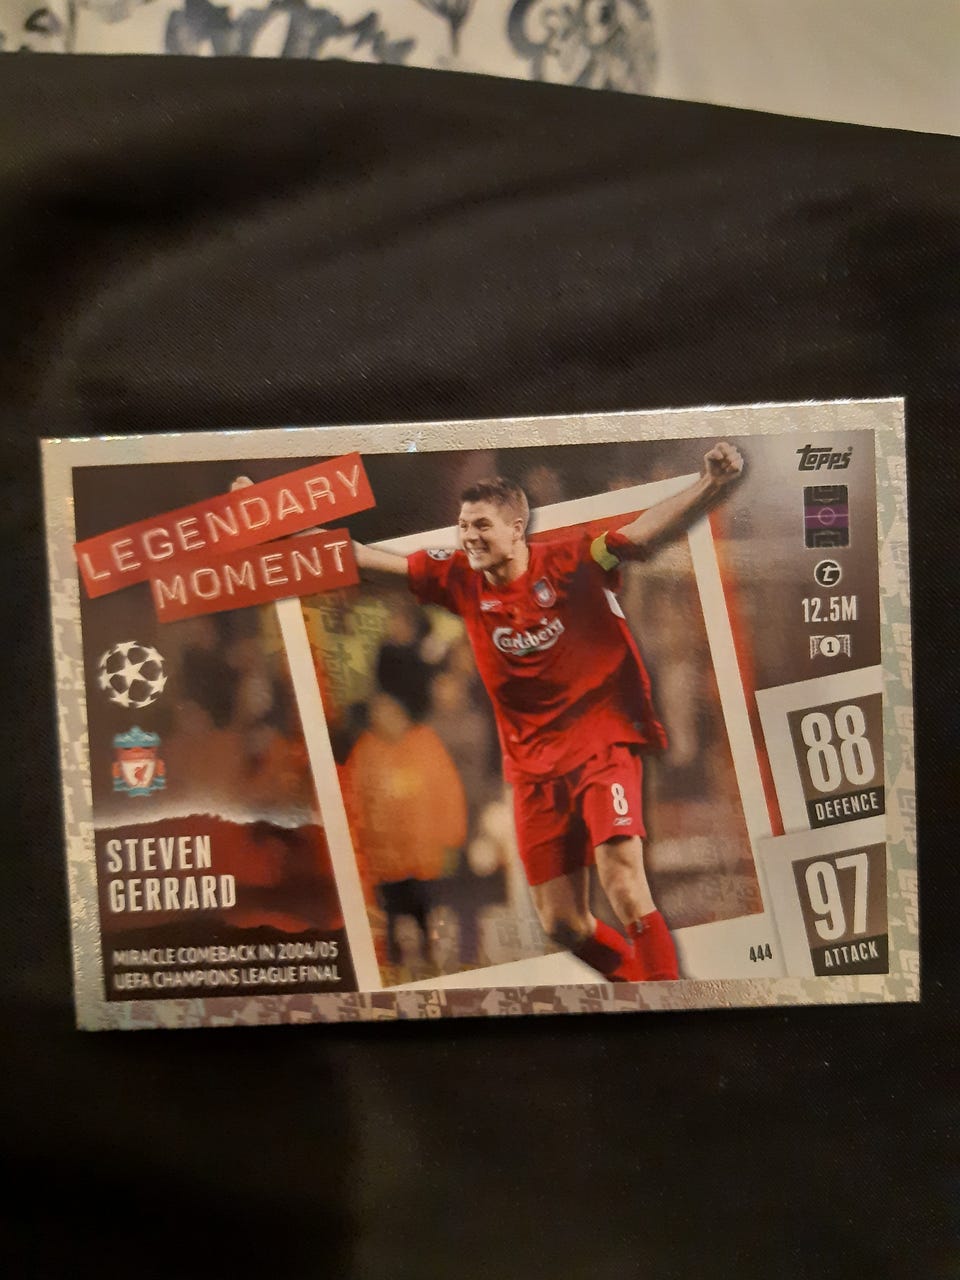 LEGENDARY
MOMENT
STEVEN
GERRARD
MIRACLE COMEBACK IN 2004/05
UEFA CHAMPIONS LEAGUE FINAL
Carlsberg
8
topps
t
12.5M
1
88
DEFENCE
97
ATTACK
444